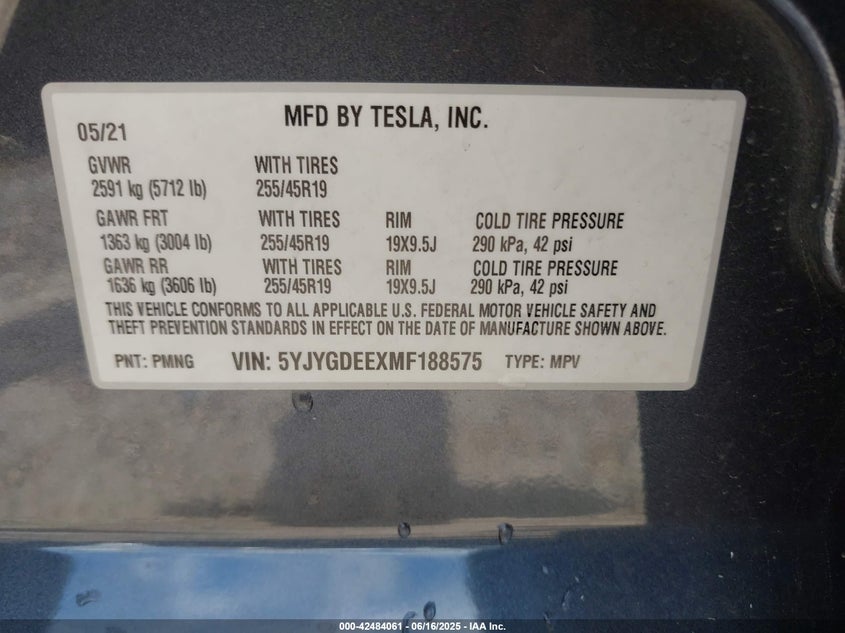 05/21
MFD BY TESLA, INC.
GVWR WITH TIRES
2591 kg (5712 lb) 255/45R19
GAWR FRT WITH TIRES RIM COLD TIRE PRESSURE
1363 kg (3004 lb) 255/45R19 19X9.5J 290 kPa, 42 psi
GAWR RR WITH TIRES RIM COLD TIRE PRESSURE
1636 kg (3606 lb) 255/45R19 19X9.5J 290 kPa, 42 psi
THIS VEHICLE CONFORMS TO ALL APPLICABLE U.S. FEDERAL MOTOR VEHICLE SAFETY AND
THEFT PREVENTION STANDARDS IN EFFECT ON THE DATE OF MANUFACTURE SHOWN ABOVE.
PNT: PMNG VIN: 5YJYGDEEXMF188575 TYPE: MPV
000-42484061 - 06/16/2025 - IAA Inc.